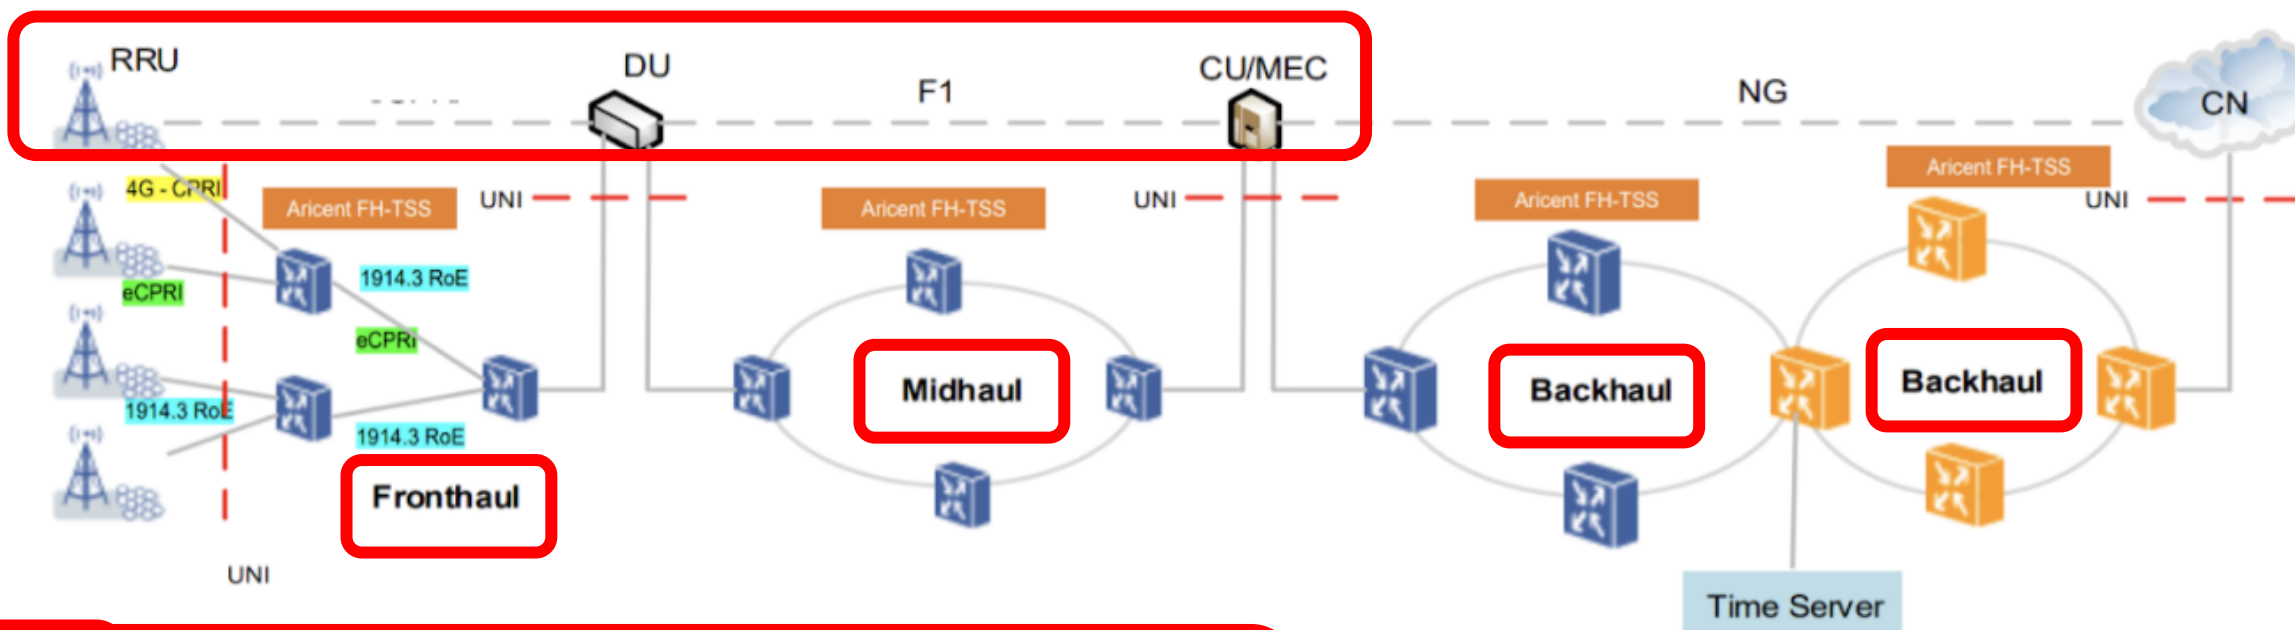 RRU
DU
F1
CU/MEC
NG
CN
4G - CPRI
Aricent FH-TSS
UNI
Aricent FH-TSS
UNI
Aricent FH-TSS
Aricent FH-TSS
UNI
eCPRI
1914.3 RoE
eCPRI
1914.3 RoE
1914.3 RoE
Fronthaul
Midhaul
Backhaul
Backhaul
UNI
Time Server